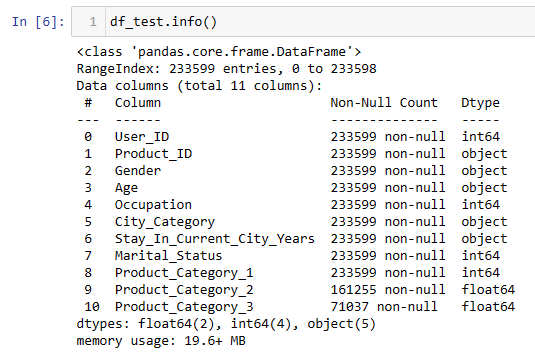 In [6]: 1 df_test.info()
<class 'pandas.core.frame.DataFrame'>
RangeIndex: 233599 entries, 0 to 233598
Data columns (total 11 columns):
 #   Column                      Non-Null Count   Dtype
---  ------                      --------------   -----
 0   User_ID                     233599 non-null  int64
 1   Product_ID                  233599 non-null  object
 2   Gender                      233599 non-null  object
 3   Age                         233599 non-null  object
 4   Occupation                  233599 non-null  int64
 5   City_Category               233599 non-null  object
 6   Stay_In_Current_City_Years  233599 non-null  object
 7   Marital_Status              233599 non-null  int64
 8   Product_Category_1          233599 non-null  int64
 9   Product_Category_2          161255 non-null  float64
 10  Product_Category_3          71037 non-null   float64
dtypes: float64(2), int64(4), object(5)
memory usage: 19.6+ MB